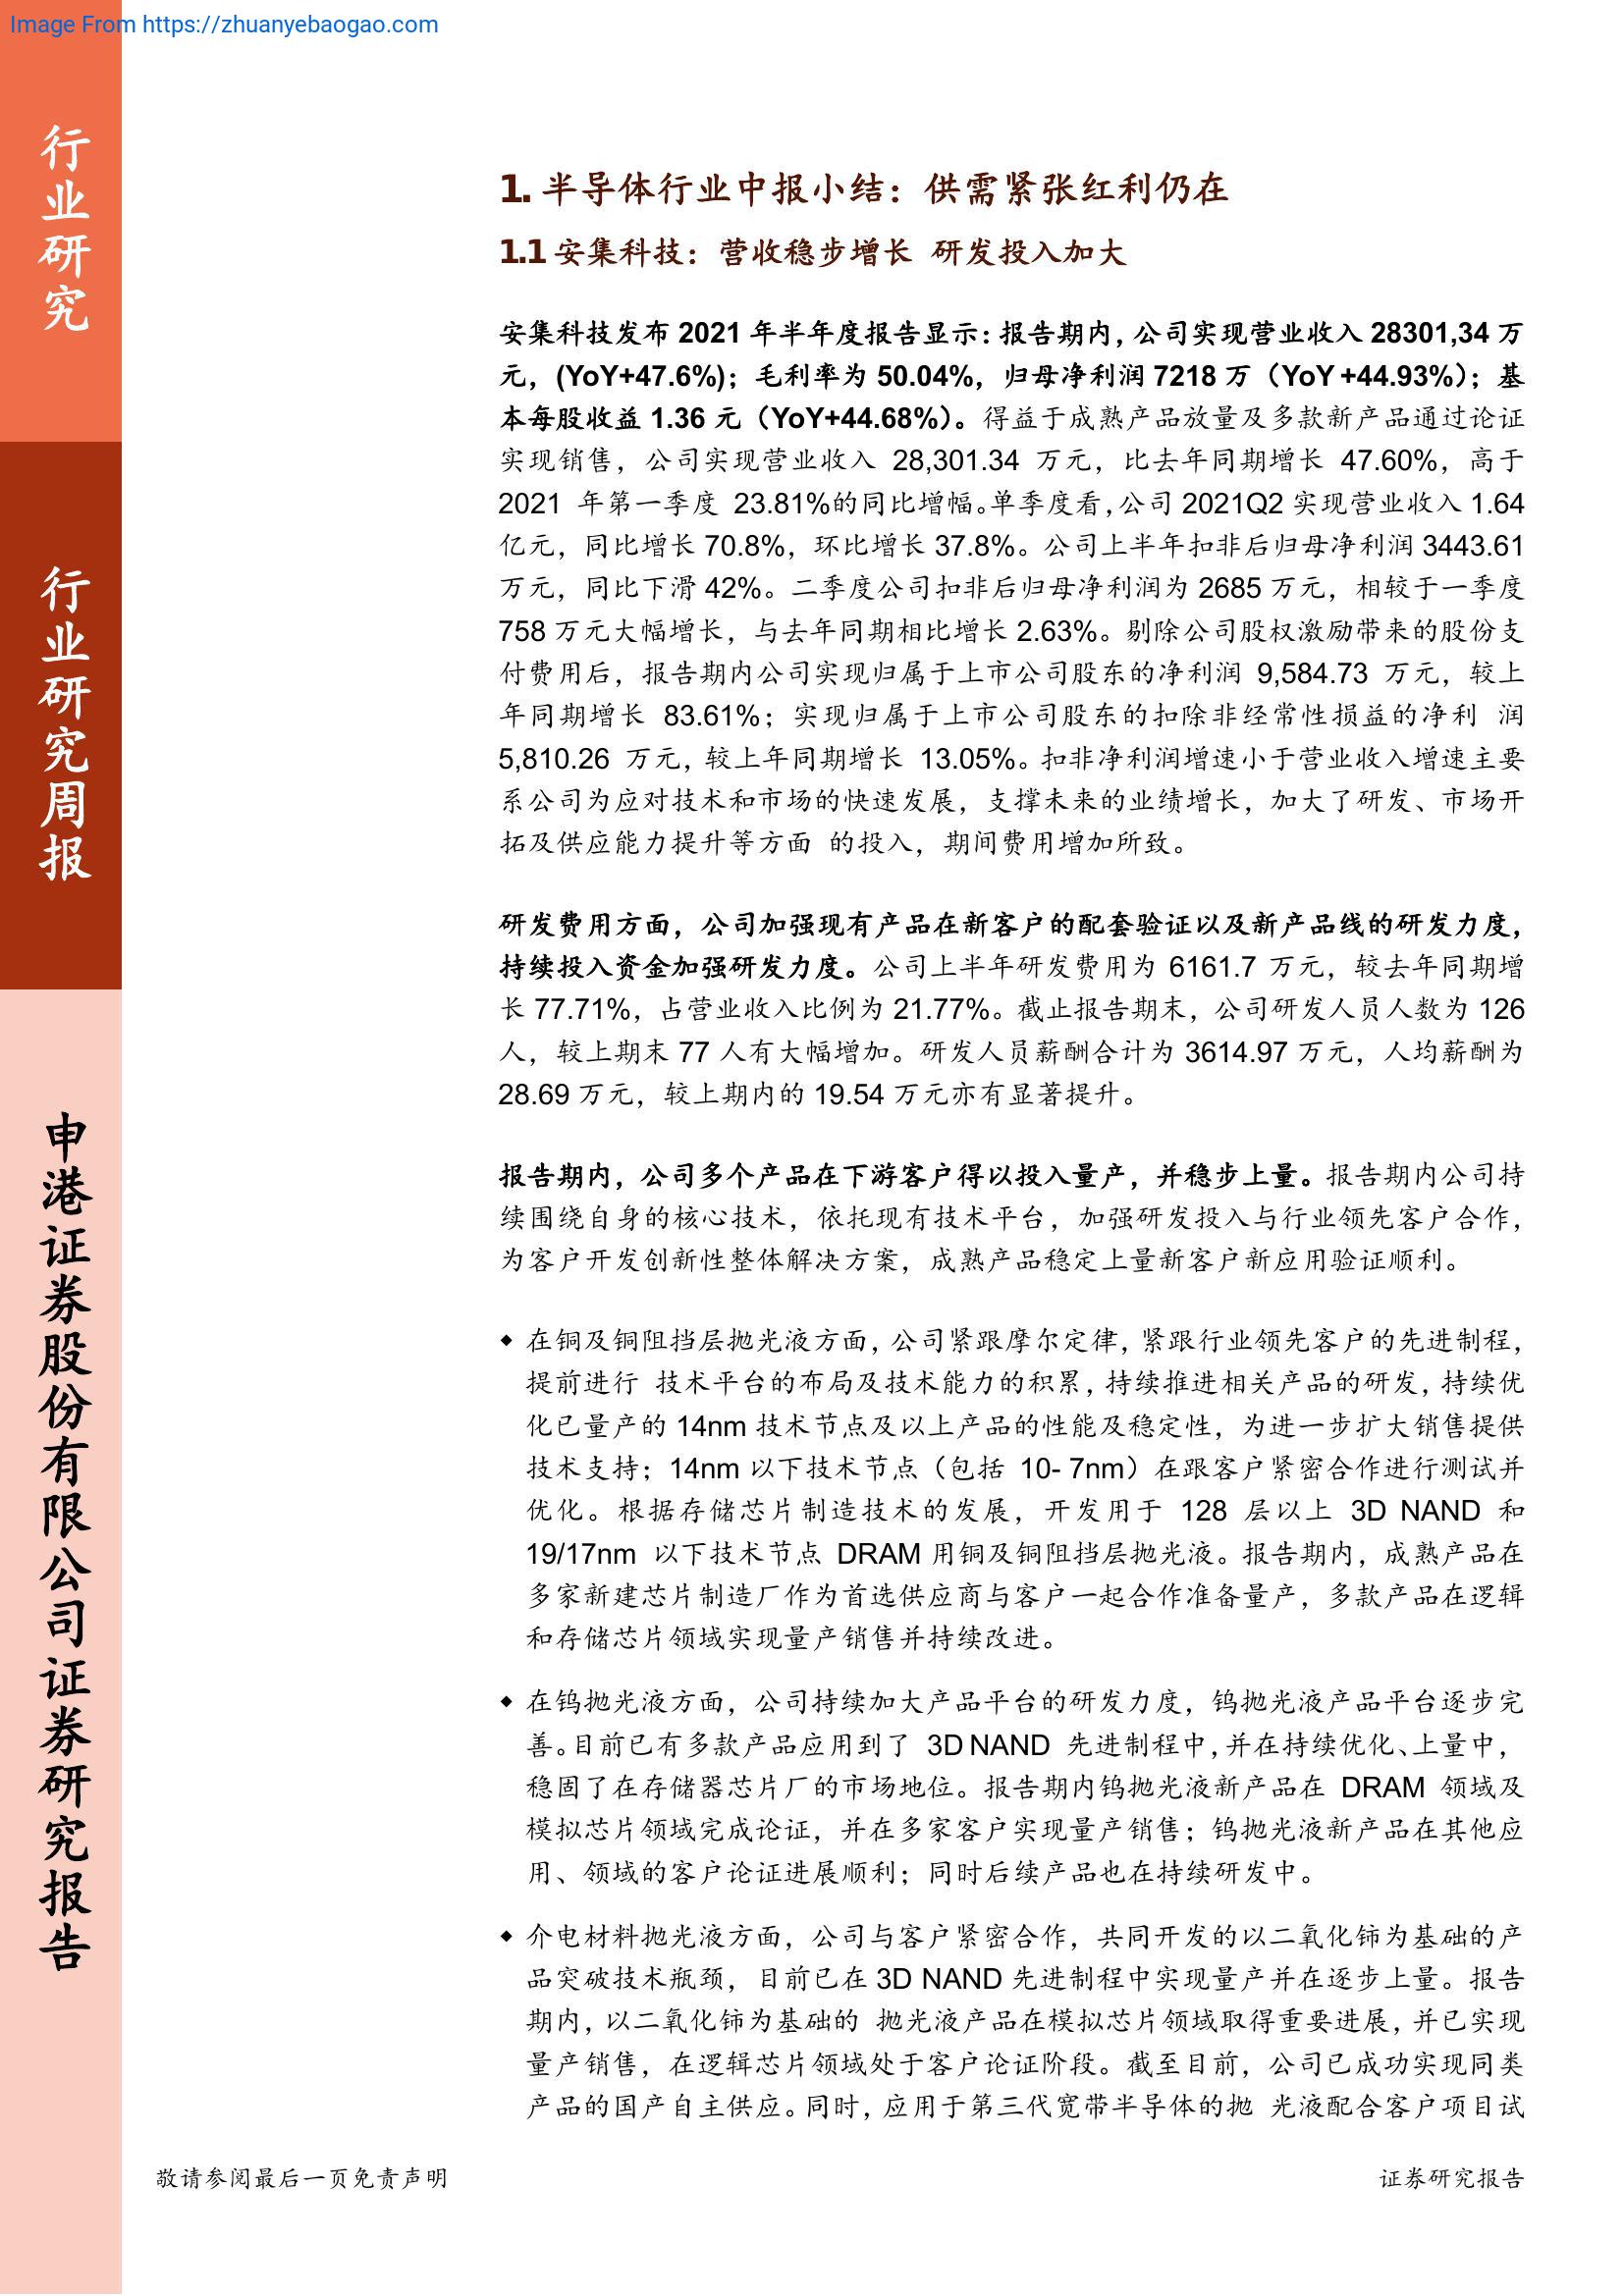 Image From https://zhuanyebaogao.com
行业研究
行业研究周报
申港证券股份有限公司证券研究报告
1. 半导体行业中报小结：供需紧张红利仍在
1.1 安集科技：营收稳步增长 研发投入加大
安集科技发布 2021 年半年度报告显示：报告期内，公司实现营业收入 28301,34 万
元，(YoY+47.6%)；毛利率为 50.04%，归母净利润 7218 万（YoY +44.93%）；基
本每股收益 1.36 元（YoY+44.68%）。得益于成熟产品放量及多款新产品通过论证
实现销售，公司实现营业收入 28,301.34 万元，比去年同期增长 47.60%，高于
2021 年第一季度 23.81%的同比增幅。单季度看，公司 2021Q2 实现营业收入 1.64
亿元，同比增长 70.8%，环比增长 37.8%。公司上半年扣非后归母净利润 3443.61
万元，同比下滑 42%。二季度公司扣非后归母净利润为 2685 万元，相较于一季度
758 万元大幅增长，与去年同期相比增长 2.63%。剔除公司股权激励带来的股份支
付费用后，报告期内公司实现归属于上市公司股东的净利润 9,584.73 万元，较上
年同期增长 83.61%；实现归属于上市公司股东的扣除非经常性损益的净利 润
5,810.26 万元，较上年同期增长 13.05%。扣非净利润增速小于营业收入增速主要
系公司为应对技术和市场的快速发展，支撑未来的业绩增长，加大了研发、市场开
拓及供应能力提升等方面 的投入，期间费用增加所致。
研发费用方面，公司加强现有产品在新客户的配套验证以及新产品线的研发力度，
持续投入资金加强研发力度。公司上半年研发费用为 6161.7 万元，较去年同期增
长 77.71%，占营业收入比例为 21.77%。截止报告期末，公司研发人员人数为 126
人，较上期末 77 人有大幅增加。研发人员薪酬合计为 3614.97 万元，人均薪酬为
28.69 万元，较上期内的 19.54 万元亦有显著提升。
报告期内，公司多个产品在下游客户得以投入量产，并稳步上量。报告期内公司持
续围绕自身的核心技术，依托现有技术平台，加强研发投入与行业领先客户合作，
为客户开发创新性整体解决方案，成熟产品稳定上量新客户新应用验证顺利。
◆ 在铜及铜阻挡层抛光液方面，公司紧跟摩尔定律，紧跟行业领先客户的先进制程，
提前进行 技术平台的布局及技术能力的积累，持续推进相关产品的研发，持续优
化已量产的 14nm 技术节点及以上产品的性能及稳定性，为进一步扩大销售提供
技术支持；14nm 以下技术节点（包括 10- 7nm）在跟客户紧密合作进行测试并
优化。根据存储芯片制造技术的发展，开发用于 128 层以上 3D NAND 和
19/17nm 以下技术节点 DRAM 用铜及铜阻挡层抛光液。报告期内，成熟产品在
多家新建芯片制造厂作为首选供应商与客户一起合作准备量产，多款产品在逻辑
和存储芯片领域实现量产销售并持续改进。
◆ 在钨抛光液方面，公司持续加大产品平台的研发力度，钨抛光液产品平台逐步完
善。目前已有多款产品应用到了 3D NAND 先进制程中，并在持续优化、上量中，
稳固了在存储器芯片厂的市场地位。报告期内钨抛光液新产品在 DRAM 领域及
模拟芯片领域完成论证，并在多家客户实现量产销售；钨抛光液新产品在其他应
用、领域的客户论证进展顺利；同时后续产品也在持续研发中。
◆ 介电材料抛光液方面，公司与客户紧密合作，共同开发的以二氧化铈为基础的产
品突破技术瓶颈，目前已在 3D NAND 先进制程中实现量产并在逐步上量。报告
期内，以二氧化铈为基础的 抛光液产品在模拟芯片领域取得重要进展，并已实现
量产销售，在逻辑芯片领域处于客户论证阶段。截至目前，公司已成功实现同类
产品的国产自主供应。同时，应用于第三代宽带半导体的抛 光液配合客户项目试
敬请参阅最后一页免责声明
证券研究报告